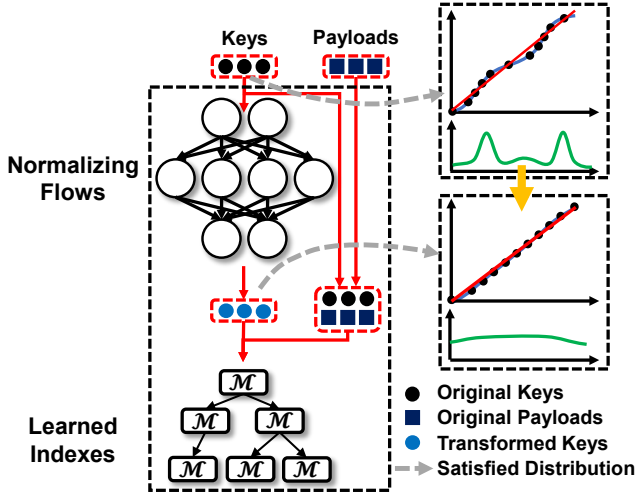 Keys
Payloads
Normalizing
Flows
Learned
Indexes
ℳ
ℳ
ℳ
ℳ
ℳ
ℳ
Original Keys
Original Payloads
Transformed Keys
Satisfied Distribution